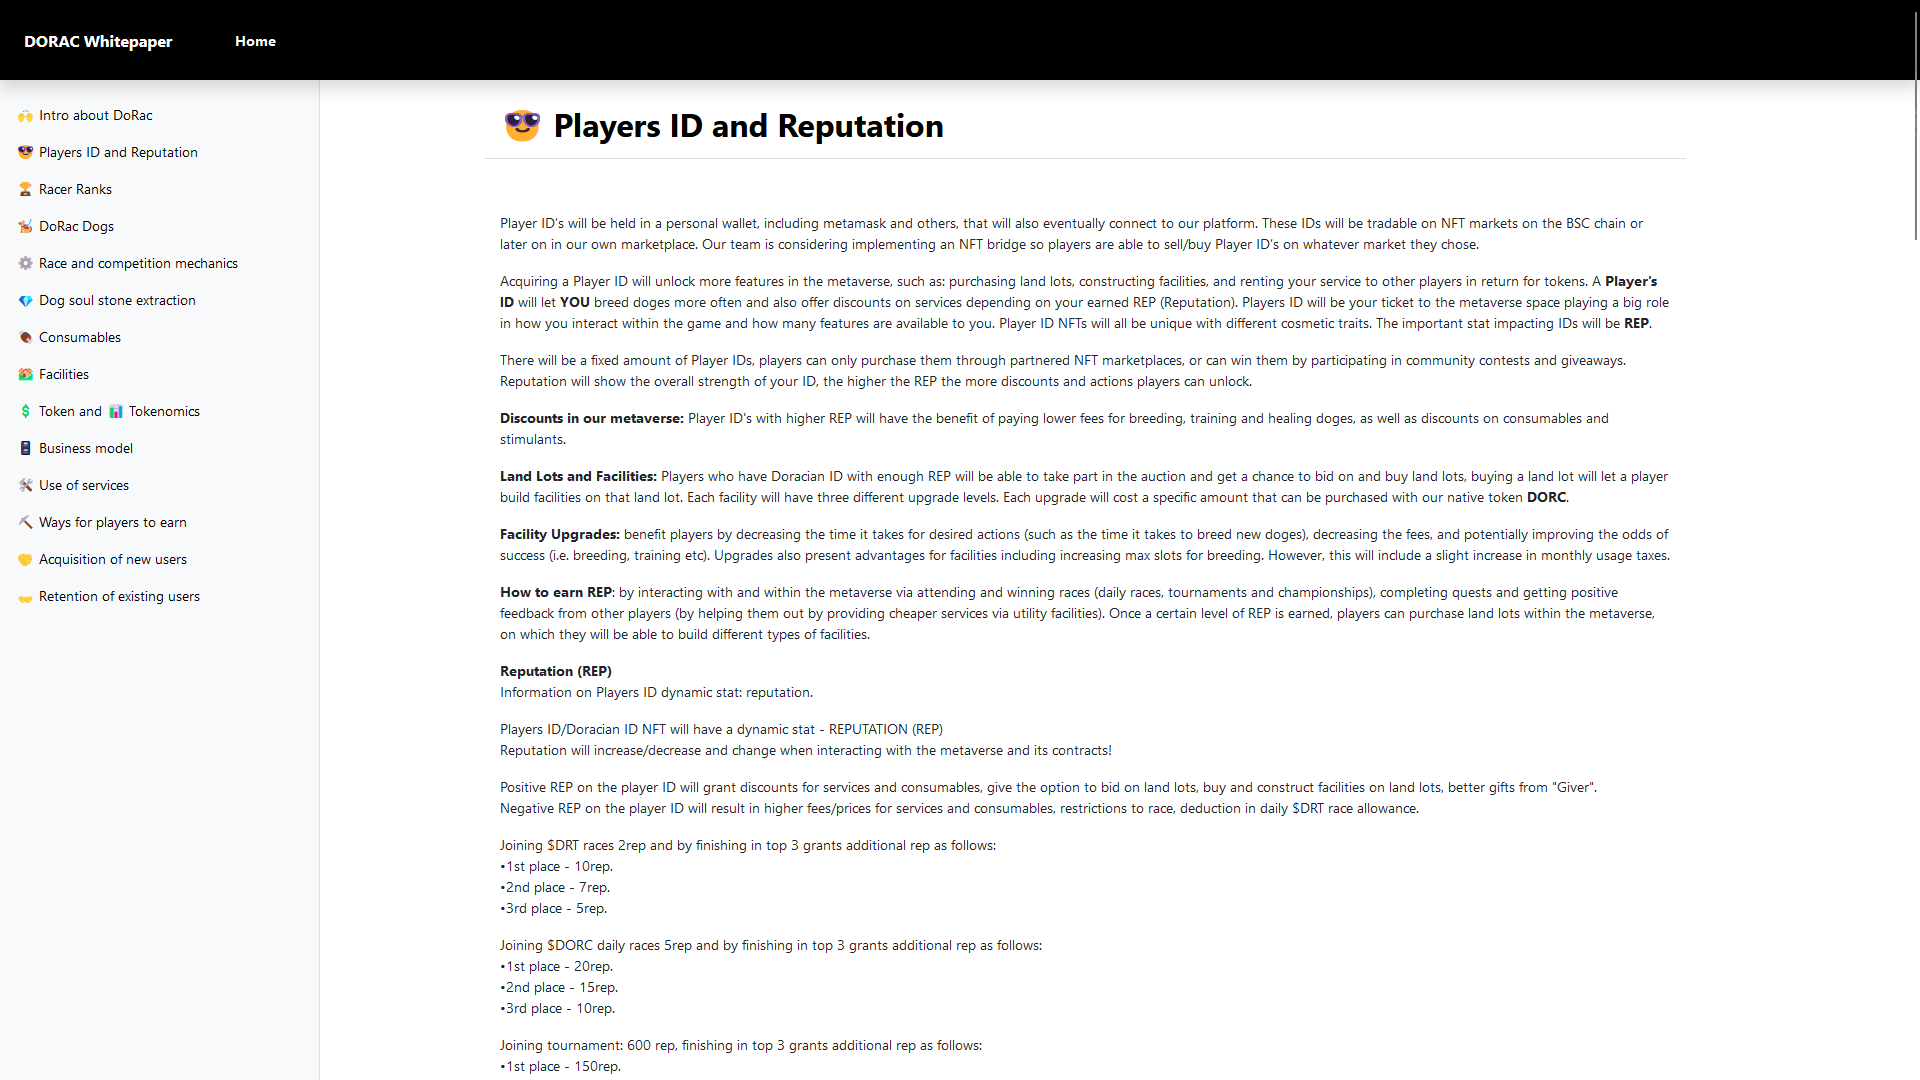 DORAC Whitepaper
Home
Intro about DoRac
Players ID and Reputation
Racer Ranks
DoRac Dogs
Race and competition mechanics
Dog soul stone extraction
Consumables
Facilities
Token and 📊 Tokenomics
Business model
Use of services
Ways for players to earn
Acquisition of new users
Retention of existing users
Players ID and Reputation
Player ID's will be held in a personal wallet, including metamask and others, that will also eventually connect to our platform. These IDs will be tradable on NFT markets on the BSC chain or
later on in our own marketplace. Our team is considering implementing an NFT bridge so players are able to sell/buy Player ID's on whatever market they chose.
Acquiring a Player ID will unlock more features in the metaverse, such as: purchasing land lots, constructing facilities, and renting your service to other players in return for tokens. A Player's
ID will let YOU breed doges more often and also offer discounts on services depending on your earned REP (Reputation). Players ID will be your ticket to the metaverse space playing a big role
in how you interact within the game and how many features are available to you. Player ID NFTs will all be unique with different cosmetic traits. The important stat impacting IDs will be REP.
There will be a fixed amount of Player IDs, players can only purchase them through partnered NFT marketplaces, or can win them by participating in community contests and giveaways.
Reputation will show the overall strength of your ID, the higher the REP the more discounts and actions players can unlock.
Discounts in our metaverse: Player ID's with higher REP will have the benefit of paying lower fees for breeding, training and healing doges, as well as discounts on consumables and
stimulants.
Land Lots and Facilities: Players who have Doracian ID with enough REP will be able to take part in the auction and get a chance to bid on and buy land lots, buying a land lot will let a player
build facilities on that land lot. Each facility will have three different upgrade levels. Each upgrade will cost a specific amount that can be purchased with our native token DORC.
Facility Upgrades: benefit players by decreasing the time it takes for desired actions (such as the time it takes to breed new doges), decreasing the fees, and potentially improving the odds of
success (i.e. breeding, training etc). Upgrades also present advantages for facilities including increasing max slots for breeding. However, this will include a slight increase in monthly usage taxes.
How to earn REP: by interacting with and within the metaverse via attending and winning races (daily races, tournaments and championships), completing quests and getting positive
feedback from other players (by helping them out by providing cheaper services via utility facilities). Once a certain level of REP is earned, players can purchase land lots within the metaverse,
on which they will be able to build different types of facilities.
Reputation (REP)
Information on Players ID dynamic stat: reputation.
Players ID/Doracian ID NFT will have a dynamic stat - REPUTATION (REP)
Reputation will increase/decrease and change when interacting with the metaverse and its contracts!
Positive REP on the player ID will grant discounts for services and consumables, give the option to bid on land lots, buy and construct facilities on land lots, better gifts from "Giver".
Negative REP on the player ID will result in higher fees/prices for services and consumables, restrictions to race, deduction in daily $DRT race allowance.
Joining $DRT races 2rep and by finishing in top 3 grants additional rep as follows:
•1st place - 10rep.
•2nd place - 7rep.
•3rd place - 5rep.
Joining $DORC daily races 5rep and by finishing in top 3 grants additional rep as follows:
•1st place - 20rep.
•2nd place - 15rep.
•3rd place - 10rep.
Joining tournament: 600 rep, finishing in top 3 grants additional rep as follows:
•1st place - 150rep.